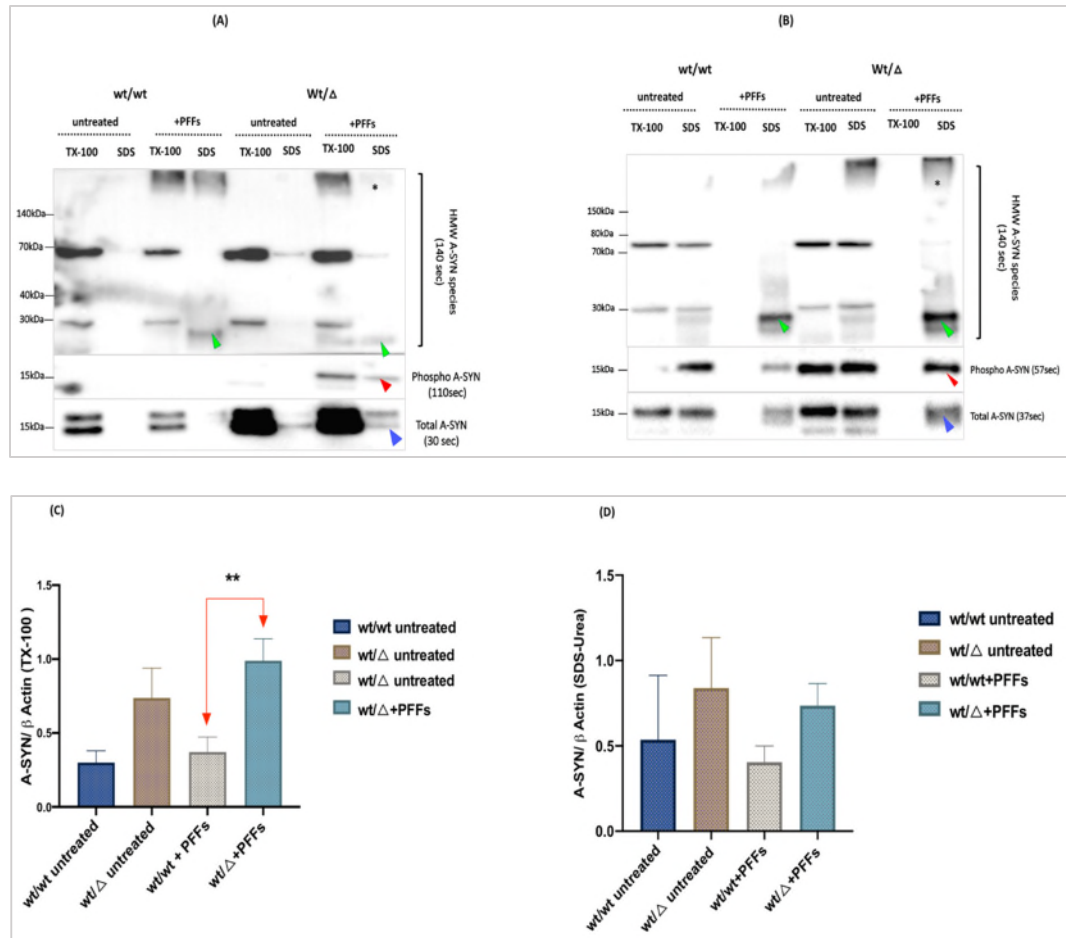 (A)
wt/wt Wt/△
untreated +PFFs untreated +PFFs
TX-100 SDS TX-100 SDS TX-100 SDS TX-100 SDS
140kDa
70kDa
40kDa
30kDa
15kDa
15kDa
HMW A-SYN species
(140 sec)
Phospho A-SYN
(110sec)
Total A-SYN
(30 sec)
(B)
wt/wt Wt/△
untreated +PFFs untreated +PFFs
TX-100 SDS TX-100 SDS TX-100 SDS TX-100 SDS
150kDa
80kDa
70kDa
30kDa
15kDa
15kDa
HMW A-SYN species
(140 sec)
Phospho A-SYN (57sec)
Total A-SYN (37sec)
(C)
A-SYN/ β Actin (TX-100 )
1.5
1.0
0.5
0.0
**
wt/wt untreated
wt/△ untreated
wt/wt + PFFs
wt/△+PFFs
wt/wt untreated
wt/△ untreated
wt/△ untreated
wt/△+PFFs
(D)
A-SYN/ β Actin (SDS-Urea)
1.5
1.0
0.5
0.0
wt/wt untreated
wt/△ untreated
wt/wt+PFFs
wt/△+PFFs
wt/wt untreated
wt/△ untreated
wt/wt+PFFs
wt/△+PFFs